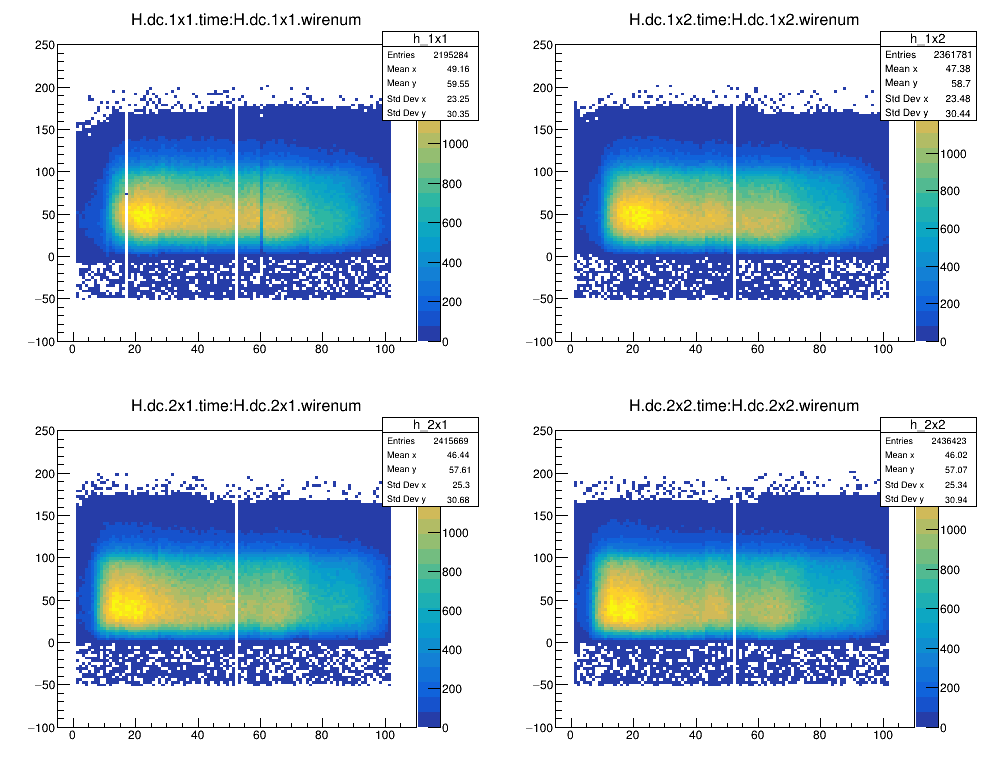 H.dc.1x1.time:H.dc.1x1.wirenum
h_1x1
Entries 2195284
Mean x 49.16
Mean y 59.55
Std Dev x 23.25
Std Dev y 30.35
250
200
150
100
50
0
−50
−100
0 20 40 60 80 100
1000
800
600
400
200
0
H.dc.1x2.time:H.dc.1x2.wirenum
h_1x2
Entries 2361781
Mean x 47.38
Mean y 58.7
Std Dev x 23.48
Std Dev y 30.44
250
200
150
100
50
0
−50
−100
0 20 40 60 80 100
1000
800
600
400
200
0
H.dc.2x1.time:H.dc.2x1.wirenum
h_2x1
Entries 2415669
Mean x 46.44
Mean y 57.61
Std Dev x 25.3
Std Dev y 30.68
250
200
150
100
50
0
−50
−100
0 20 40 60 80 100
1000
800
600
400
200
0
H.dc.2x2.time:H.dc.2x2.wirenum
h_2x2
Entries 2436423
Mean x 46.02
Mean y 57.07
Std Dev x 25.34
Std Dev y 30.94
250
200
150
100
50
0
−50
−100
0 20 40 60 80 100
1000
800
600
400
200
0